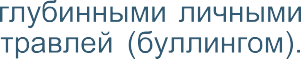 глубинными личными
травлей (буллингом).